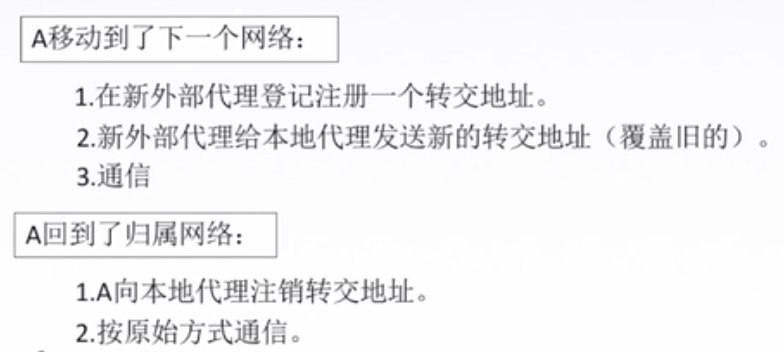 A移动到了下一个网络：
1.在新外部代理登记注册一个转交地址。
2.新外部代理给本地代理发送新的转交地址（覆盖旧的）。
3.通信
A回到了归属网络：
1.A向本地代理注销转交地址。
2.按原始方式通信。